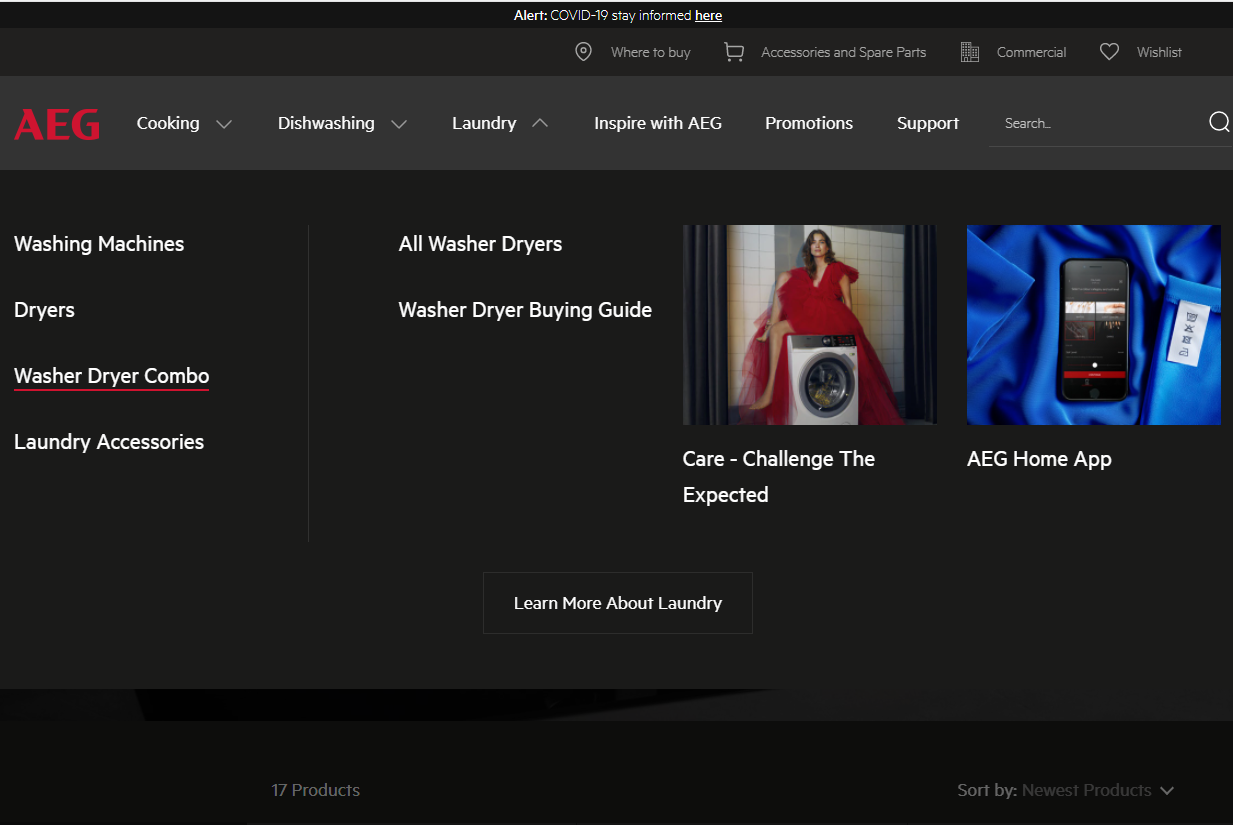 Alert: COVID-19 stay informed here
Where to buy
Accessories and Spare Parts
Commercial
Wishlist
AEG
Cooking
Dishwashing
Laundry
Inspire with AEG
Promotions
Support
Search...
Washing Machines
Dryers
Washer Dryer Combo
Laundry Accessories
All Washer Dryers
Washer Dryer Buying Guide
Care - Challenge The
Expected
AEG Home App
Learn More About Laundry
17 Products
Sort by: Newest Products